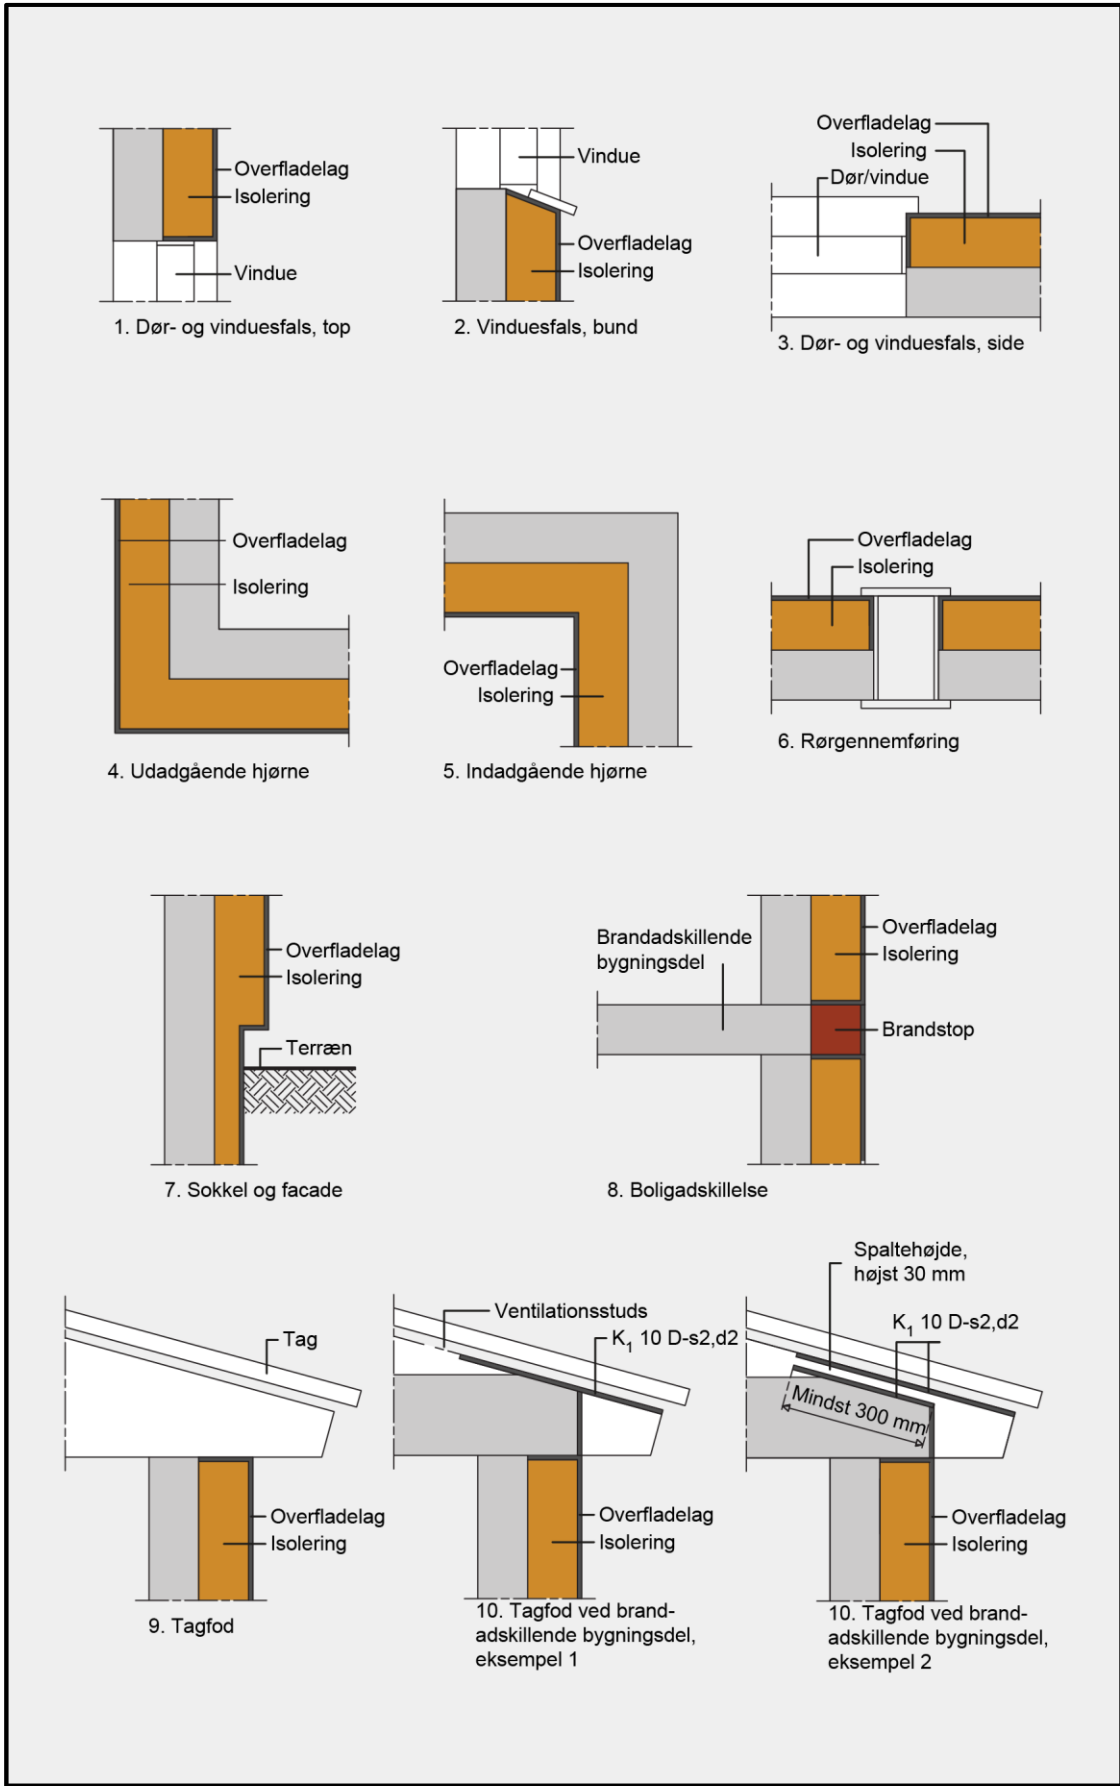 Overfladelag
Isolering
Vindue
1. Dør- og vinduesfals, top
Vindue
Overfladelag
Isolering
2. Vinduesfals, bund
Overfladelag
Isolering
Dør/vindue
3. Dør- og vinduesfals, side
Overfladelag
Isolering
4. Udadgående hjørne
Overfladelag
Isolering
5. Indadgående hjørne
Overfladelag
Isolering
6. Rørgennemføring
Overfladelag
Isolering
Terræn
7. Sokkel og facade
Brandadskillende
bygningsdel
Overfladelag
Isolering
Brandstop
8. Boligadskillelse
Tag
Overfladelag
Isolering
9. Tagfod
Ventilationsstuds
K₁ 10 D-s2,d2
Overfladelag
Isolering
10. Tagfod ved brand-
adskillende bygningsdel,
eksempel 1
Spaltehøjde,
højst 30 mm
K₁ 10 D-s2,d2
Mindst 300 mm
Overfladelag
Isolering
10. Tagfod ved brand-
adskillende bygningsdel,
eksempel 2